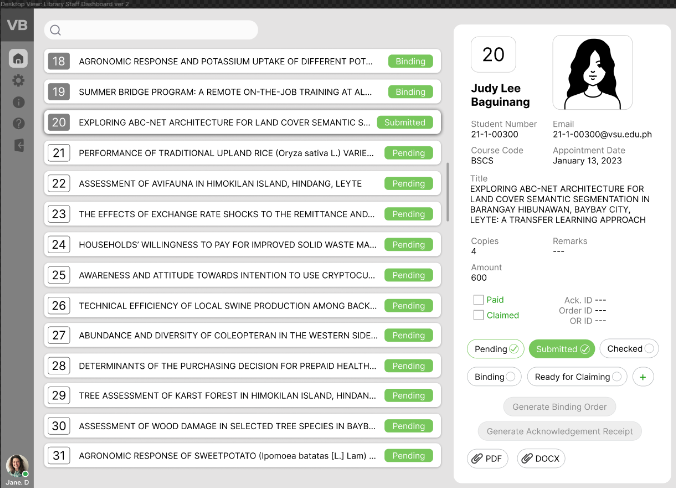 Desktop View: Library Staff Dashboard ver 2
VB
18 AGRONOMIC RESPONSE AND POTASSIUM UPTAKE OF DIFFERENT POT... Binding
19 SUMMER BRIDGE PROGRAM: A REMOTE ON-THE-JOB TRAINING AT AL... Binding
20 EXPLORING ABC-NET ARCHITECTURE FOR LAND COVER SEMANTIC S... Submitted
21 PERFORMANCE OF TRADITIONAL UPLAND RICE (Oryza sativa L.) VARIE... Pending
22 ASSESSMENT OF AVIFAUNA IN HIMOKILAN ISLAND, HINDANG, LEYTE Pending
23 THE EFFECTS OF EXCHANGE RATE SHOCKS TO THE REMITTANCE AND... Pending
24 HOUSEHOLDS' WILLINGNESS TO PAY FOR IMPROVED SOLID WASTE MA... Pending
25 AWARENESS AND ATTITUDE TOWARDS INTENTION TO USE CRYPTOCU... Pending
26 TECHNICAL EFFICIENCY OF LOCAL SWINE PRODUCTION AMONG BACK... Pending
27 ABUNDANCE AND DIVERSITY OF COLEOPTERAN IN THE WESTERN SIDE... Pending
28 DETERMINANTS OF THE PURCHASING DECISION FOR PREPAID HEALTH... Pending
29 TREE ASSESSMENT OF KARST FOREST IN HIMOKILAN ISLAND, HINDAN... Pending
30 ASSESSMENT OF WOOD DAMAGE IN SELECTED TREE SPECIES IN BAYB... Pending
31 AGRONOMIC RESPONSE OF SWEETPOTATO (Ipomoea batatas [L.] Lam) ... Pending
Jane. D
20
Judy Lee
Baguinang
Student Number Email
21-1-00300 21-1-00300@vsu.edu.ph
Course Code Appointment Date
BSCS January 13, 2023
Title
EXPLORING ABC-NET ARCHITECTURE FOR
LAND COVER SEMANTIC SEGMENTATION IN
BARANGAY HIBUNAWAN, BAYBAY CITY,
LEYTE: A TRANSFER LEARNING APPROACH
Copies Remarks
4 ---
Amount
600
Paid Ack. ID ---
Order ID ---
Claimed OR ID ---
Pending Submitted Checked
Binding Ready for Claiming +
Generate Binding Order
Generate Acknowledgement Receipt
PDF DOCX